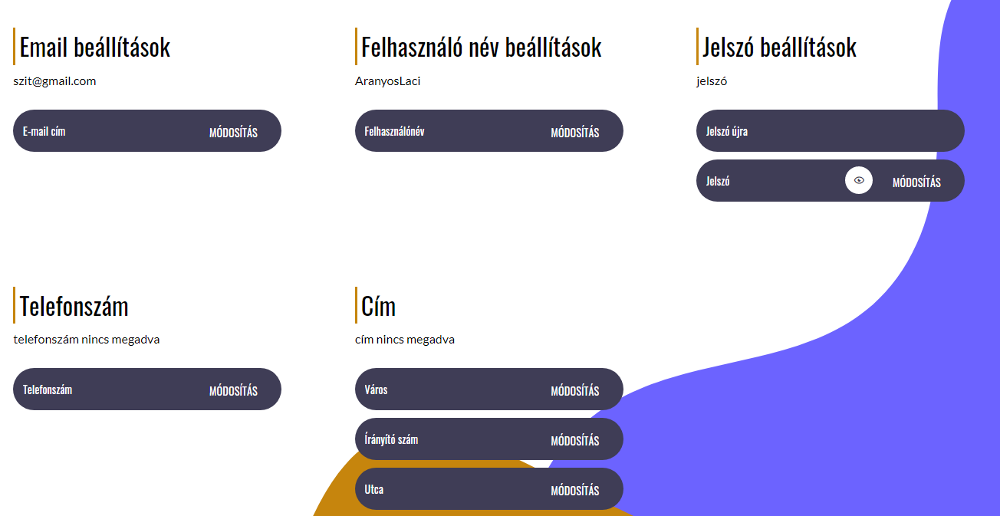 Email beállítások
szit@gmail.com
E-mail cím MÓDOSÍTÁS
Felhasználó név beállítások
AranyosLaci
Felhasználónév MÓDOSÍTÁS
Jelszó beállítások
jelszó
Jelszó újra
Jelszó MÓDOSÍTÁS
Telefonszám
telefonszám nincs megadva
Telefonszám MÓDOSÍTÁS
Cím
cím nincs megadva
Város MÓDOSÍTÁS
Írányító szám MÓDOSÍTÁS
Utca MÓDOSÍTÁS